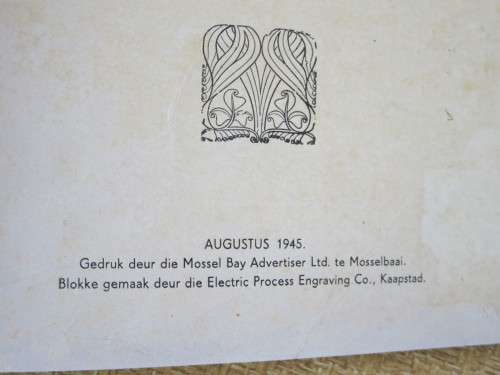 AUGUSTUS 1945.
Gedruk deur die Mossel Bay Advertiser Ltd. te Mosselbaai.
Blokke gemaak deur die Electric Process Engraving Co., Kaapstad.